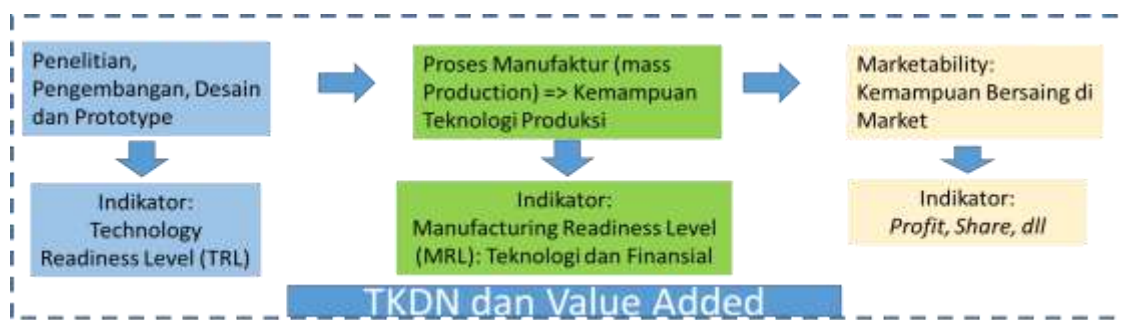 Penelitian,
Pengembangan, Desain
dan Prototype
Proses Manufaktur (mass
Production) => Kemampuan
Teknologi Produksi
Marketability:
Kemampuan Bersaing di
Market
Indikator:
Technology
Readiness Level (TRL)
Indikator:
Manufacturing Readiness Level
(MRL): Teknologi dan Finansial
Indikator:
Profit, Share, dll
TKDN dan Value Added